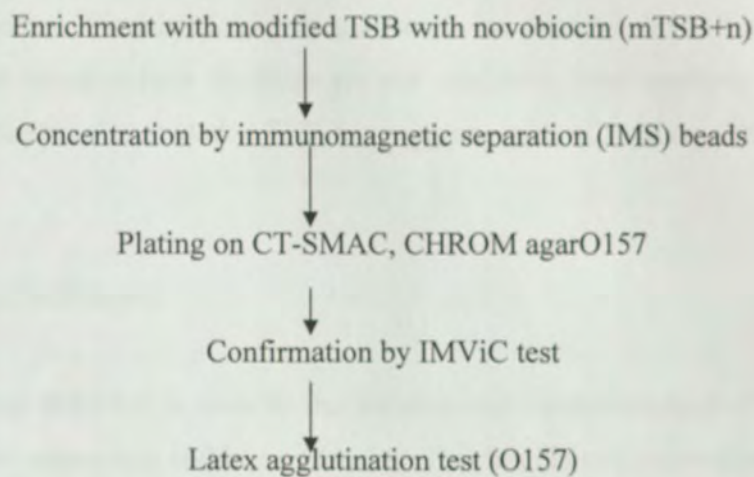 Enrichment with modified TSB with novobiocin (mTSB+n)
Concentration by immunomagnetic separation (IMS) beads
Plating on CT-SMAC, CHROM agarO157
Confirmation by IMViC test
Latex agglutination test (O157)